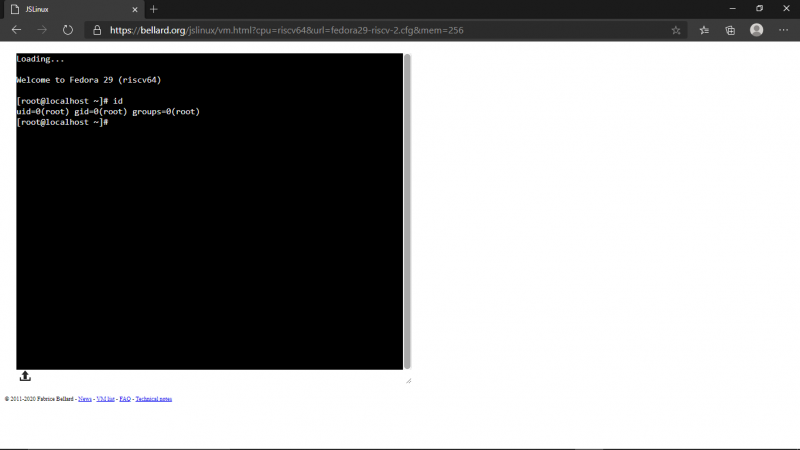 JSLinux
https://bellard.org/jslinux/vm.html?cpu=riscv64&url=fedora29-riscv-2.cfg&mem=256
Loading...
Welcome to Fedora 29 (riscv64)
[root@localhost ~]# id
uid=0(root) gid=0(root) groups=0(root)
[root@localhost ~]#
© 2011-2020 Fabrice Bellard - News - VM list - FAQ - Technical notes